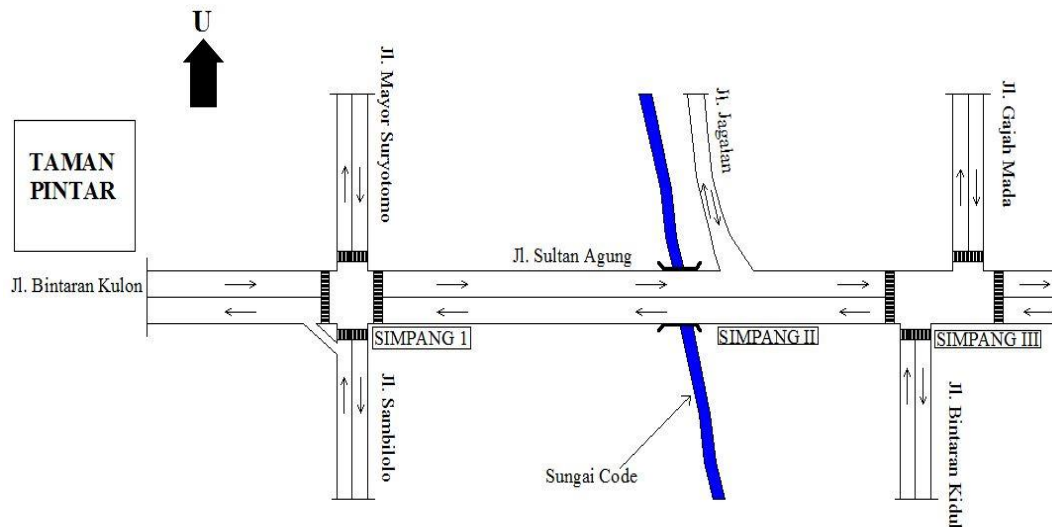 U
TAMAN
PINTAR
Jl. Mayor Suryotomo
Jl. Jagalan
Jl. Gajah Mada
Jl. Bintaran Kulon
Jl. Sultan Agung
SIMPANG 1
SIMPANG II
SIMPANG III
Jl. Sambilolo
Sungai Code
Jl. Bintaran Kidul